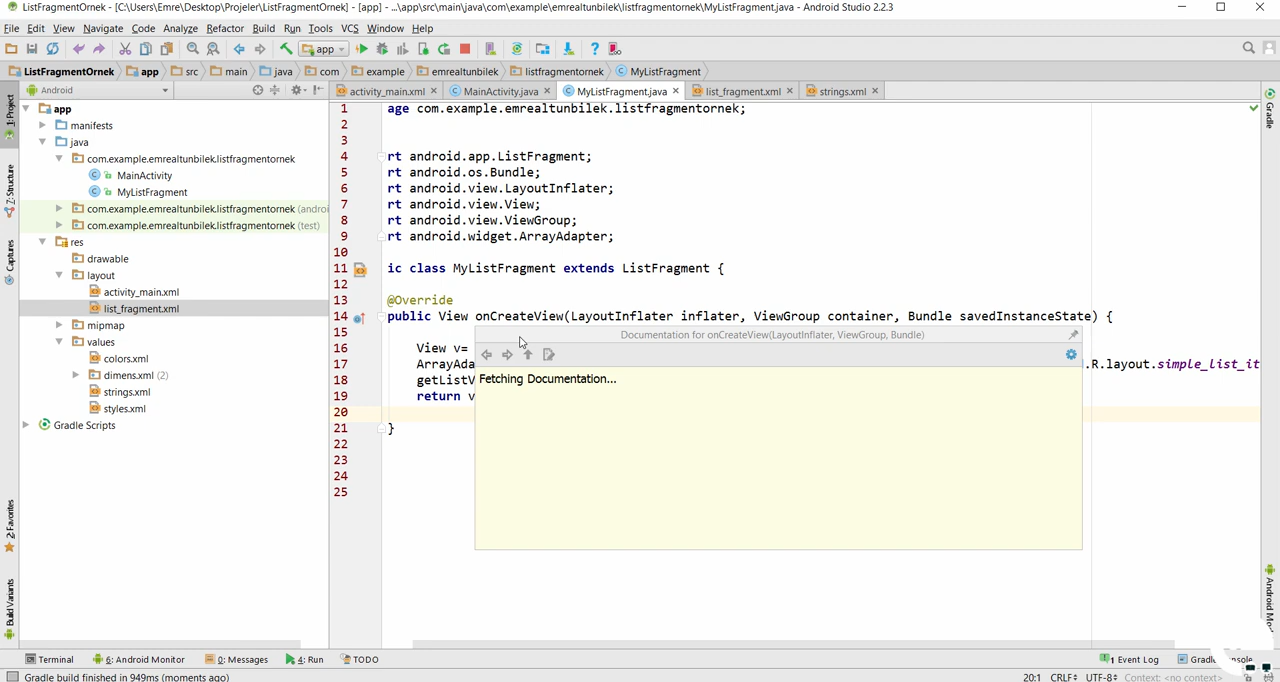 ListFragmentOrnek - [C:\Users\Emre\Desktop\Projeler\ListFragmentOrnek] - [app] - ...\app\src\main\java\com\example\emrealtunbilek\listfragmentornek\MyListFragment.java - Android Studio 2.2.3
File Edit View Navigate Code Analyze Refactor Build Run Tools VCS Window Help
app
ListFragmentOrnek app src main java com example emrealtunbilek listfragmentornek MyListFragment
Android
activity_main.xml MainActivity.java MyListFragment.java list_fragment.xml strings.xml
1: Project
Z: Structure
Captures
2: Favorites
Build Variants
app
manifests
java
com.example.emrealtunbilek.listfragmentornek
MainActivity
MyListFragment
com.example.emrealtunbilek.listfragmentornek (androi
com.example.emrealtunbilek.listfragmentornek (test)
res
drawable
layout
activity_main.xml
list_fragment.xml
mipmap
values
colors.xml
dimens.xml (2)
strings.xml
styles.xml
Gradle Scripts
1 age com.example.emrealtunbilek.listfragmentornek;
2
3
4 rt android.app.ListFragment;
5 rt android.os.Bundle;
6 rt android.view.LayoutInflater;
7 rt android.view.View;
8 rt android.view.ViewGroup;
9 rt android.widget.ArrayAdapter;
10
11 ic class MyListFragment extends ListFragment {
12
13 @Override
14 public View onCreateView(LayoutInflater inflater, ViewGroup container, Bundle savedInstanceState) {
15
16 View v=
17 ArrayAda .R.layout.simple_list_it
18 getListV
19 return v
20
21 }
22
23
24
25
Documentation for onCreateView(LayoutInflater, ViewGroup, Bundle)
Fetching Documentation...
Gradle
Android Mo
Terminal 6: Android Monitor 0: Messages 4: Run TODO 1 Event Log
Gradle build finished in 949ms (moments ago) 20:1 CRLF UTF-8 Context: <no context>